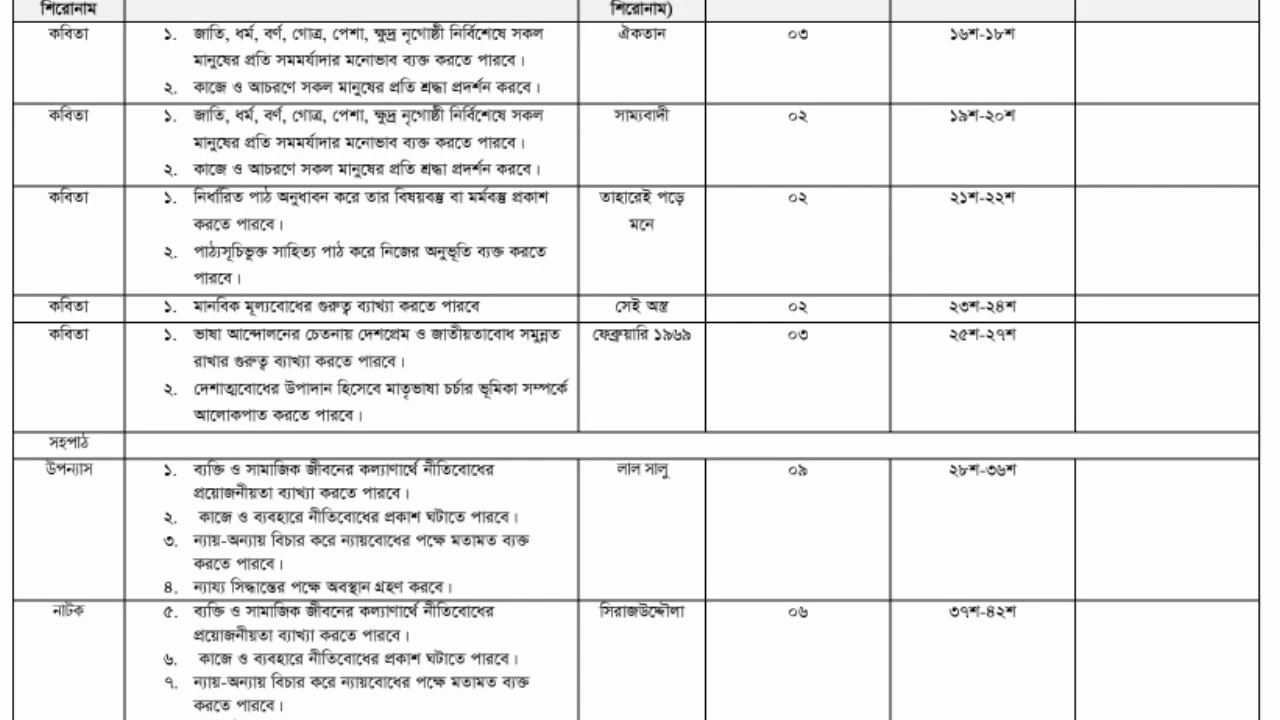 শিরোনাম শিরোনাম)
কবিতা ১. জাতি, ধর্ম, বর্ণ, গোত্র, পেশা, ক্ষুদ্র নৃগোষ্ঠী নির্বিশেষে সকল ঐকতান ০৩ ১৬শ-১৮শ
মানুষের প্রতি সমমর্যাদার মনোভাব ব্যক্ত করতে পারবে।
২. কাজে ও আচরণে সকল মানুষের প্রতি শ্রদ্ধা প্রদর্শন করবে।
কবিতা ১. জাতি, ধর্ম, বর্ণ, গোত্র, পেশা, ক্ষুদ্র নৃগোষ্ঠী নির্বিশেষে সকল সাম্যবাদী ০২ ১৯শ-২০শ
মানুষের প্রতি সমমর্যাদার মনোভাব ব্যক্ত করতে পারবে।
২. কাজে ও আচরণে সকল মানুষের প্রতি শ্রদ্ধা প্রদর্শন করবে।
কবিতা ১. নির্ধারিত পাঠ অনুধাবন করে তার বিষয়বস্তু বা মর্মবস্তু প্রকাশ তাহারেই পড়ে ০২ ২১শ-২২শ
করতে পারবে। মনে
২. পাঠ্যসূচিভুক্ত সাহিত্য পাঠ করে নিজের অনুভূতি ব্যক্ত করতে
পারবে।
কবিতা ১. মানবিক মূল্যবোধের গুরুত্ব ব্যাখ্যা করতে পারবে সেই অস্ত্র ০২ ২৩শ-২৪শ
কবিতা ১. ভাষা আন্দোলনের চেতনায় দেশপ্রেম ও জাতীয়তাবোধ সমুন্নত ফেব্রুয়ারি ১৯৬৯ ০৩ ২৫শ-২৭শ
রাখার গুরুত্ব ব্যাখ্যা করতে পারবে।
২. দেশাত্মবোধের উপাদান হিসেবে মাতৃভাষা চর্চার ভূমিকা সম্পর্কে
আলোকপাত করতে পারবে।
সহপাঠ
উপন্যাস ১. ব্যক্তি ও সামাজিক জীবনের কল্যাণার্থে নীতিবোধের লাল সালু ০৯ ২৮শ-৩৬শ
প্রয়োজনীয়তা ব্যাখ্যা করতে পারবে।
২. কাজে ও ব্যবহারে নীতিবোধের প্রকাশ ঘটাতে পারবে।
৩. ন্যায়-অন্যায় বিচার করে ন্যায়বোধের পক্ষে মতামত ব্যক্ত
করতে পারবে।
৪. ন্যায্য সিদ্ধান্তের পক্ষে অবস্থান গ্রহণ করবে।
নাটক ৫. ব্যক্তি ও সামাজিক জীবনের কল্যাণার্থে নীতিবোধের সিরাজউদ্দৌলা ০৬ ৩৭শ-৪২শ
প্রয়োজনীয়তা ব্যাখ্যা করতে পারবে।
৬. কাজে ও ব্যবহারে নীতিবোধের প্রকাশ ঘটাতে পারবে।
৭. ন্যায়-অন্যায় বিচার করে ন্যায়বোধের পক্ষে মতামত ব্যক্ত
করতে পারবে।